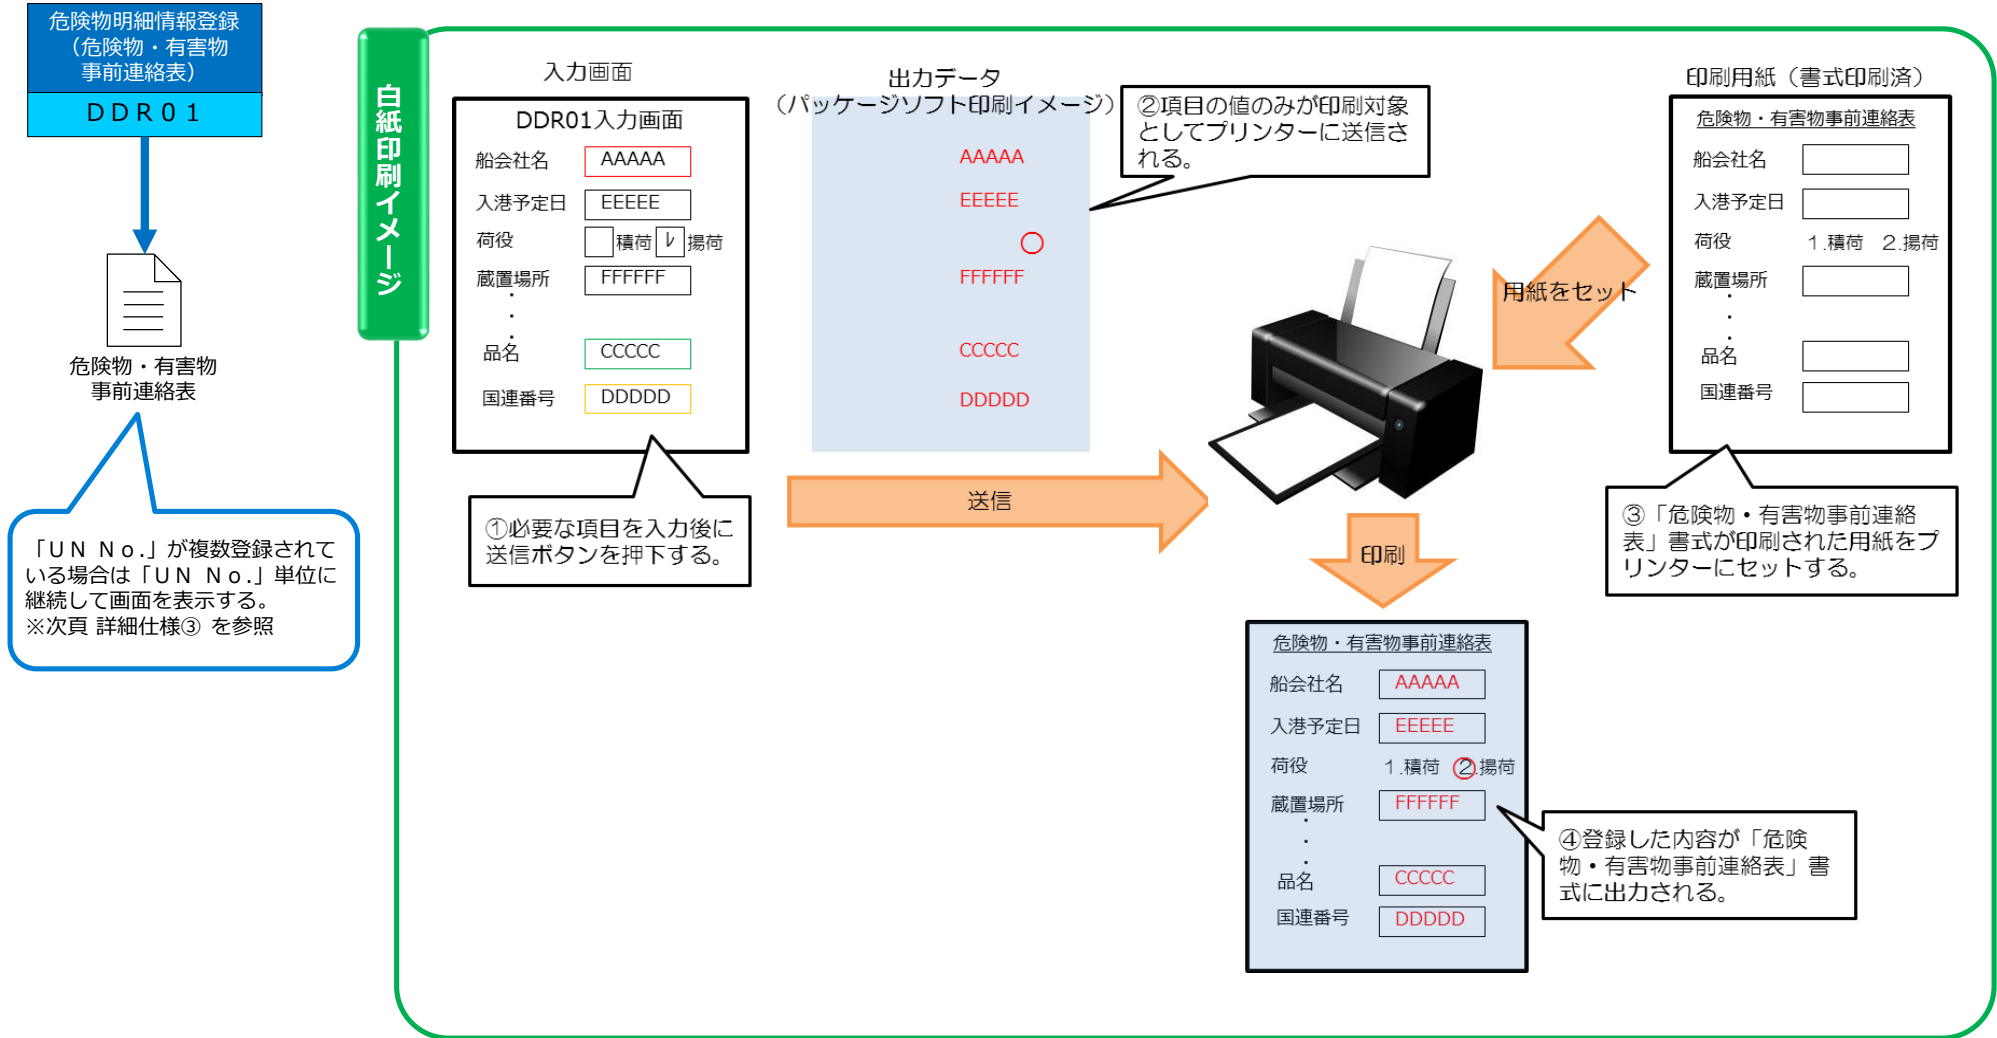 危険物明細情報登録
（危険物・有害物
事前連絡表）
ＤＤＲ０１
危険物・有害物
事前連絡表
「ＵＮ Ｎｏ.」が複数登録されて
いる場合は「ＵＮ Ｎｏ.」単位に
継続して画面を表示する。
※次頁 詳細仕様③ を参照
白紙印刷イメージ
入力画面
DDR01入力画面
船会社名 AAAAA
入港予定日 EEEEE
荷役 積荷 レ 揚荷
蔵置場所 FFFFFF
・
・
・
品名 CCCCC
国連番号 DDDDD
①必要な項目を入力後に
送信ボタンを押下する。
出力データ
（パッケージソフト印刷イメージ）
AAAAA
EEEEE
○
FFFFFF
CCCCC
DDDDD
②項目の値のみが印刷対象
としてプリンターに送信さ
れる。
送信
用紙をセット
印刷用紙（書式印刷済）
危険物・有害物事前連絡表
船会社名
入港予定日
荷役 １.積荷 ２.揚荷
蔵置場所
・
・
・
品名
国連番号
③「危険物・有害物事前連絡
表」書式が印刷された用紙をプ
リンターにセットする。
印刷
危険物・有害物事前連絡表
船会社名 AAAAA
入港予定日 EEEEE
荷役 １.積荷 ②.揚荷
蔵置場所 FFFFFF
・
・
・
品名 CCCCC
国連番号 DDDDD
④登録した内容が「危険
物・有害物事前連絡表」書
式に出力される。